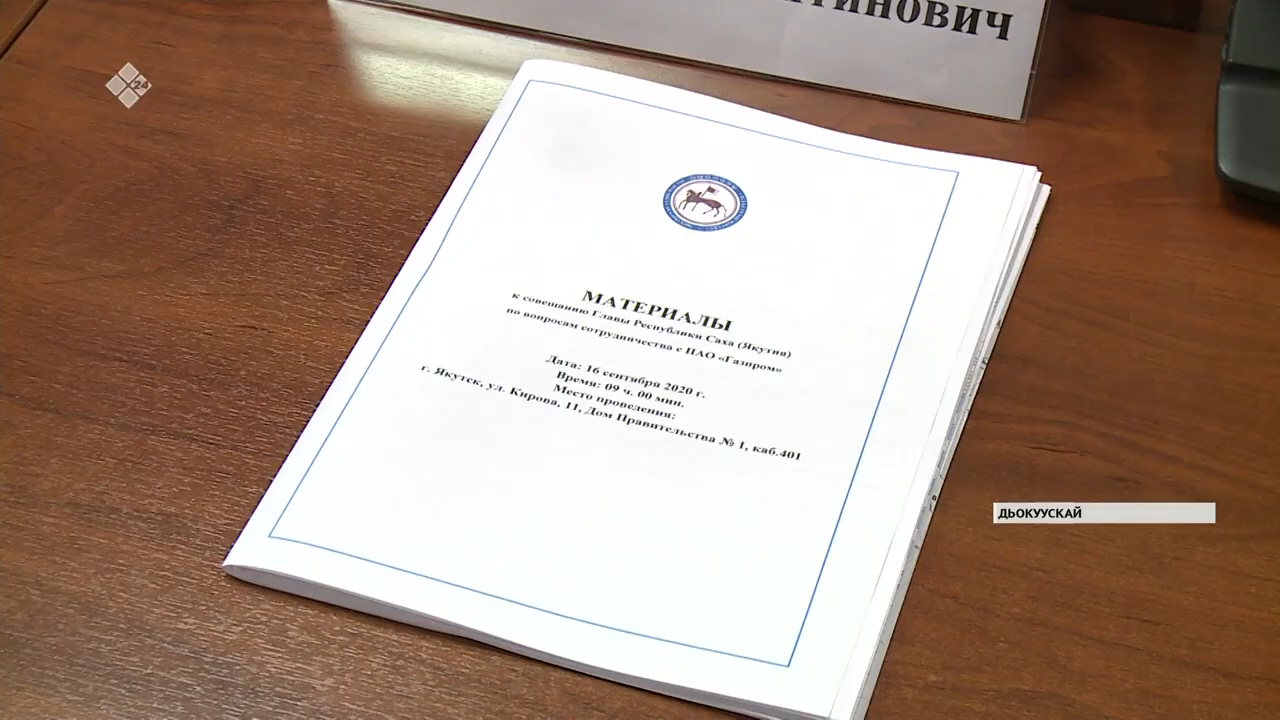 24
МАТЕРИАЛЫ
к совещанию Главы Республики Саха (Якутия)
по вопросам сотрудничества с ПАО «Газпром»
Дата: 16 сентября 2020 г.
Время: 09 ч. 00 мин.
Место проведения:
г. Якутск, ул. Кирова, 11, Дом Правительства № 1, каб.401
ДЬОКУУСКАЙ